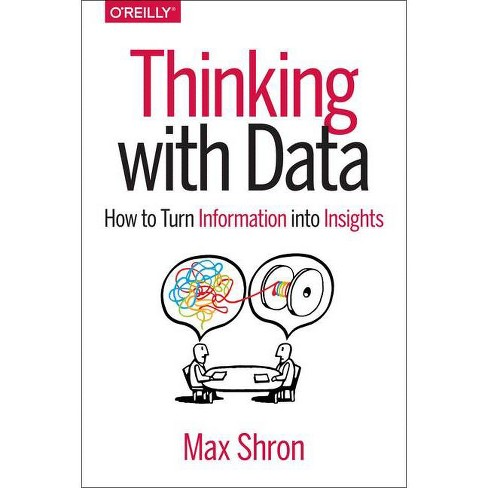 O'REILLY®
Thinking
with Data
How to Turn Information into Insights
Max Shron